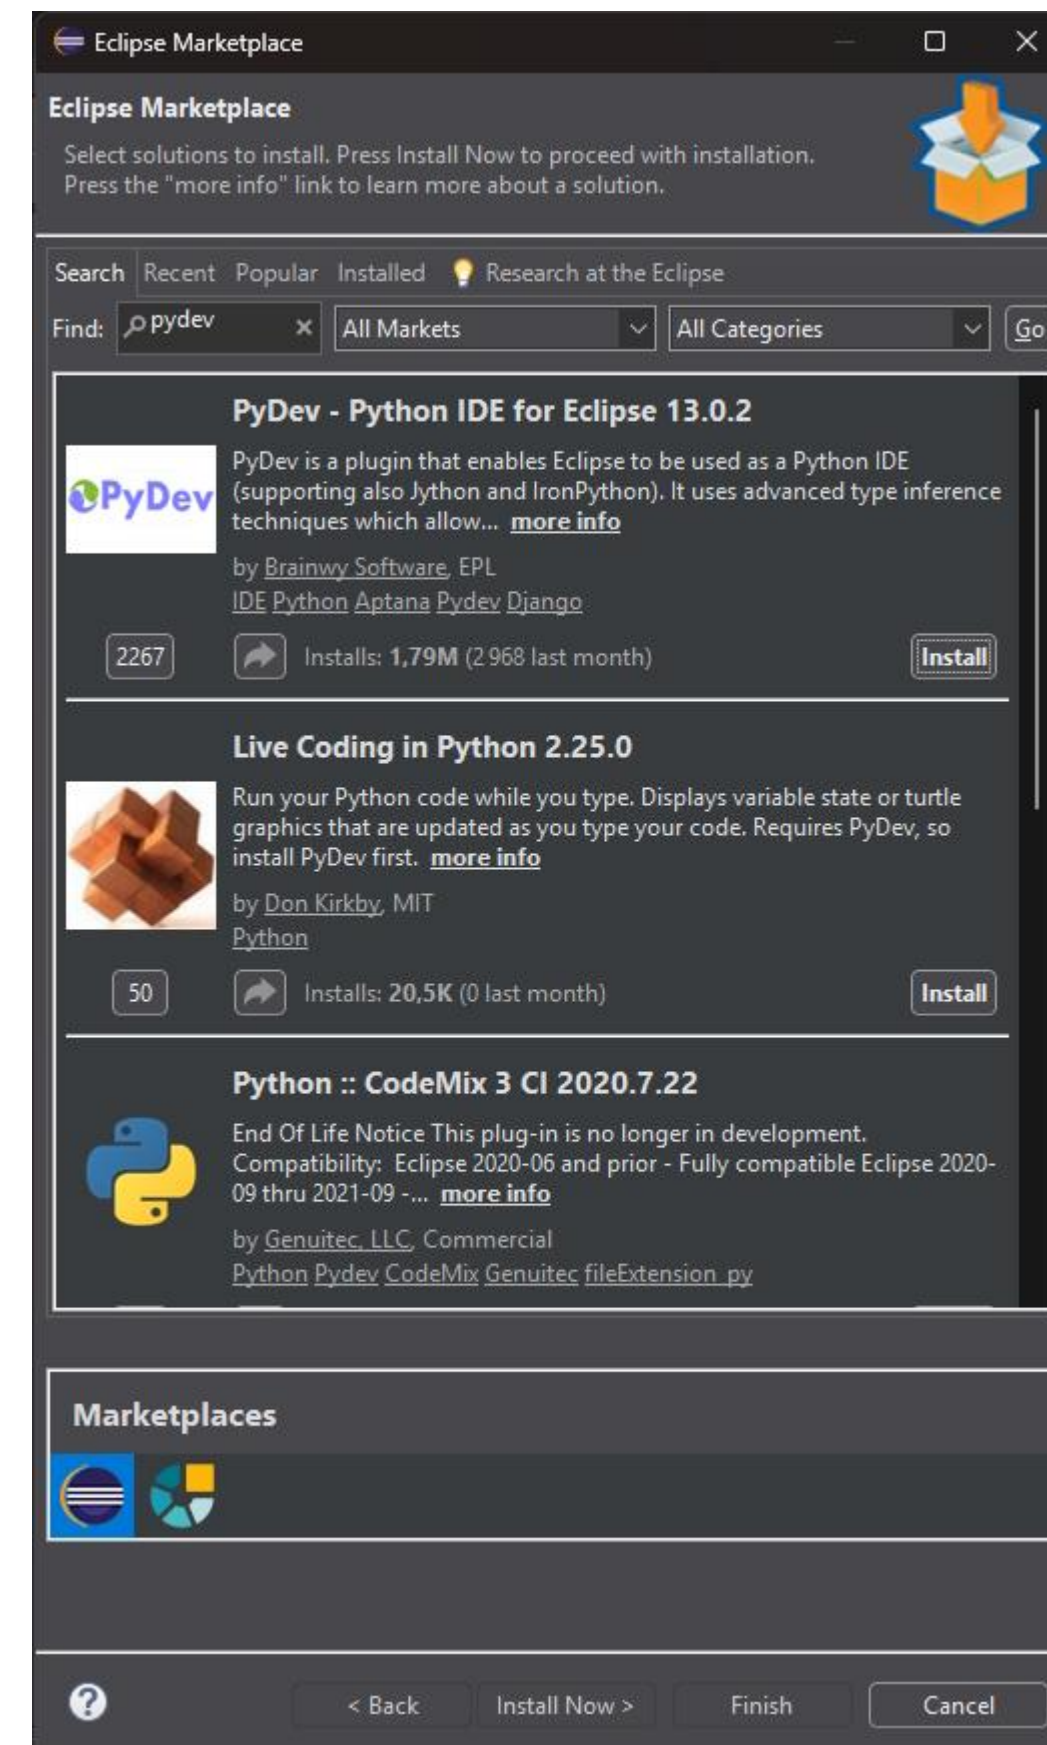 Eclipse Marketplace
Eclipse Marketplace
Select solutions to install. Press Install Now to proceed with installation.
Press the "more info" link to learn more about a solution.
Search Recent Popular Installed Research at the Eclipse
Find: pydev All Markets All Categories Go
PyDev - Python IDE for Eclipse 13.0.2
PyDev
PyDev is a plugin that enables Eclipse to be used as a Python IDE
(supporting also Jython and IronPython). It uses advanced type inference
techniques which allow... more info
by Brainwy Software, EPL
IDE Python Aptana Pydev Django
2267 Installs: 1,79M (2 968 last month) Install
Live Coding in Python 2.25.0
Run your Python code while you type. Displays variable state or turtle
graphics that are updated as you type your code. Requires PyDev, so
install PyDev first. more info
by Don Kirkby, MIT
Python
50 Installs: 20,5K (0 last month) Install
Python :: CodeMix 3 CI 2020.7.22
End Of Life Notice This plug-in is no longer in development.
Compatibility: Eclipse 2020-06 and prior - Fully compatible Eclipse 2020-
09 thru 2021-09 -... more info
by Genuitec, LLC, Commercial
Python Pydev CodeMix Genuitec fileExtension_py
Marketplaces
? < Back Install Now > Finish Cancel